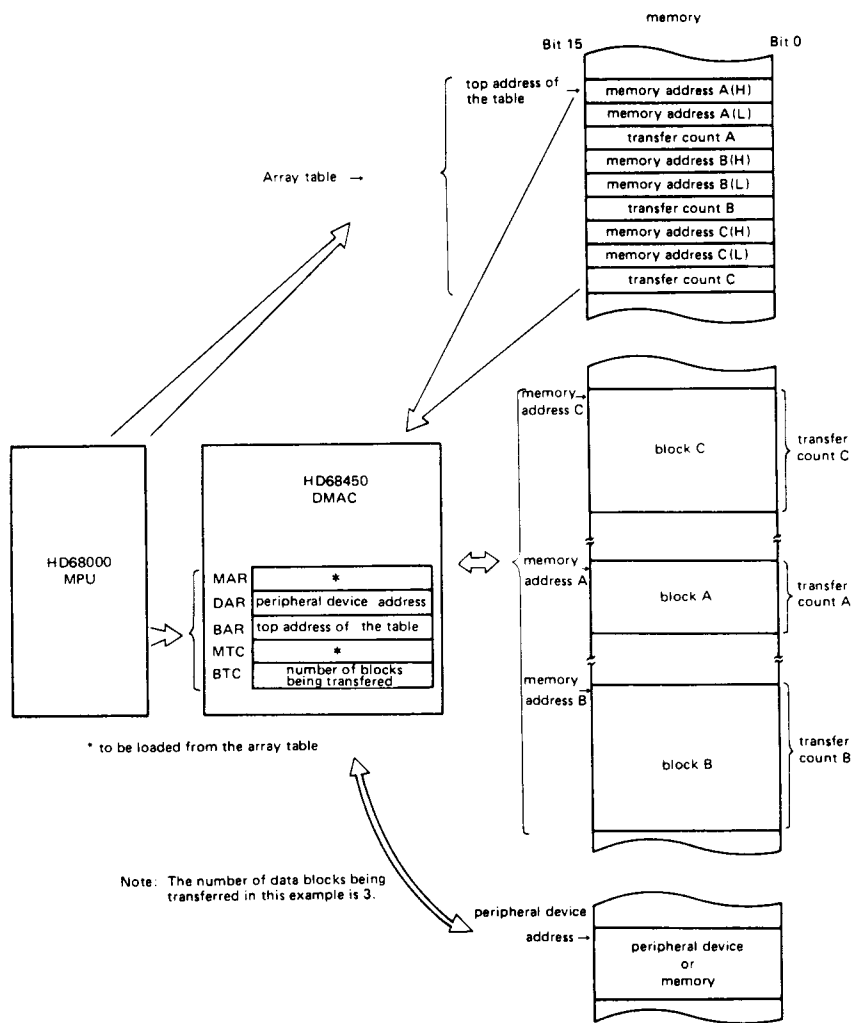 memory
Bit 15
Bit 0
top address of
the table →
memory address A(H)
memory address A(L)
transfer count A
memory address B(H)
memory address B(L)
transfer count B
memory address C(H)
memory address C(L)
transfer count C
Array table →
memory
address C
block C
transfer
count C
memory
address A
block A
transfer
count A
memory
address B
block B
transfer
count B
HD68000
MPU
HD68450
DMAC
MAR *
DAR peripheral device address
BAR top address of the table
MTC *
BTC number of blocks
being transfered
* to be loaded from the array table
Note: The number of data blocks being
transferred in this example is 3.
peripheral device
address →
peripheral device
or
memory